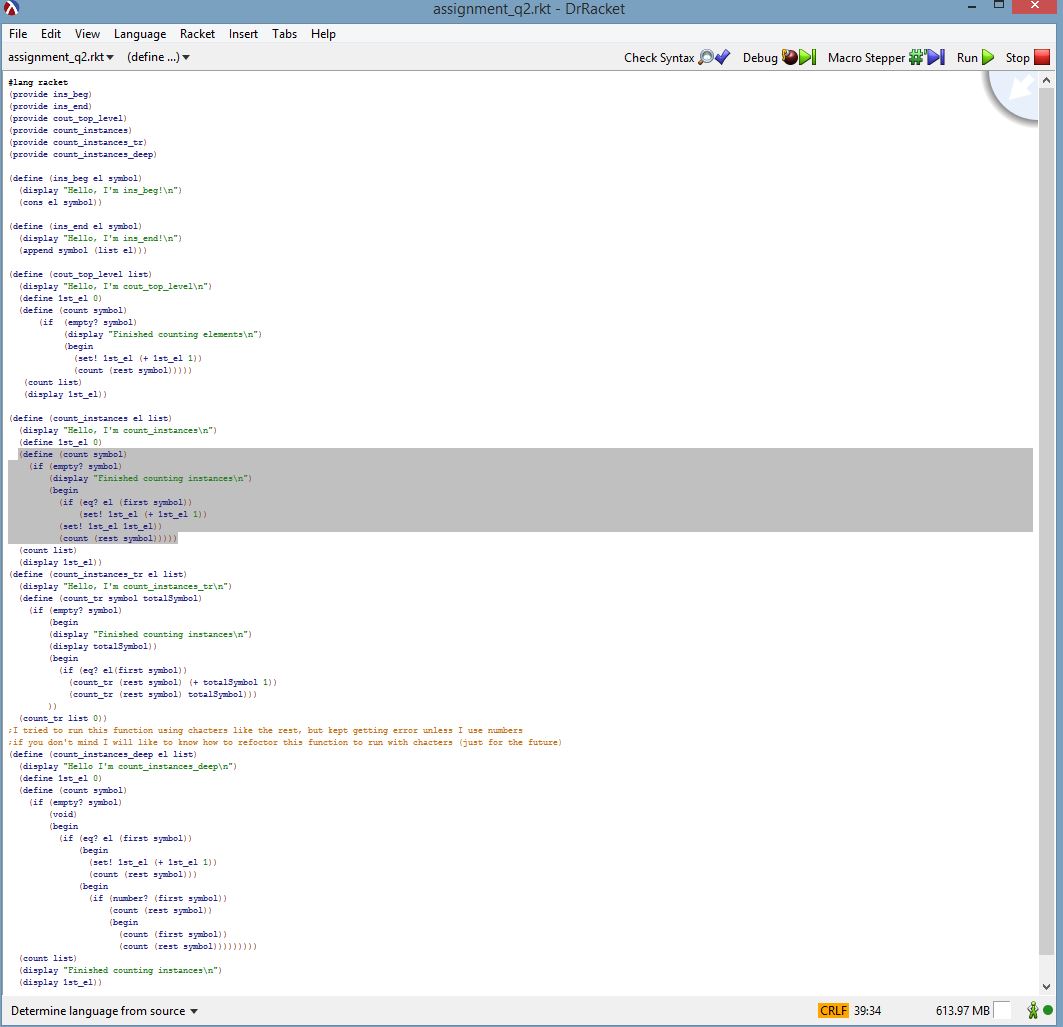 assignment_q2.rkt - DrRacket
File Edit View Language Racket Insert Tabs Help
assignment_q2.rkt▾ (define ...)▾ Check Syntax Debug Macro Stepper Run Stop
#lang racket
(provide ins_beg)
(provide ins_end)
(provide cout_top_level)
(provide count_instances)
(provide count_instances_tr)
(provide count_instances_deep)
(define (ins_beg el symbol)
(display "Hello, I'm ins_beg!\n")
(cons el symbol))
(define (ins_end el symbol)
(display "Hello, I'm ins_end!\n")
(append symbol (list el)))
(define (cout_top_level list)
(display "Hello, I'm cout_top_level\n")
(define 1st_el 0)
(define (count symbol)
(if (empty? symbol)
(display "Finished counting elements\n")
(begin
(set! 1st_el (+ 1st_el 1))
(count (rest symbol)))))
(count list)
(display 1st_el))
(define (count_instances el list)
(display "Hello, I'm count_instances\n")
(define 1st_el 0)
(define (count symbol)
(if (empty? symbol)
(display "Finished counting instances\n")
(begin
(if (eq? el (first symbol))
(set! 1st_el (+ 1st_el 1))
(set! 1st_el 1st_el))
(count (rest symbol)))))
(count list)
(display 1st_el))
(define (count_instances_tr el list)
(display "Hello, I'm count_instances_tr\n")
(define (count_tr symbol totalSymbol)
(if (empty? symbol)
(begin
(display "Finished counting instances\n")
(display totalSymbol))
(begin
(if (eq? el(first symbol))
(count_tr (rest symbol) (+ totalSymbol 1))
(count_tr (rest symbol) totalSymbol)))
))
(count_tr list 0))
;I tried to run this function using chacters like the rest, but kept getting error unless I use numbers
;if you don't mind I will like to know how to refoctor this function to run with chacters (just for the future)
(define (count_instances_deep el list)
(display "Hello I'm count_instances_deep\n")
(define 1st_el 0)
(define (count symbol)
(if (empty? symbol)
(void)
(begin
(if (eq? el (first symbol))
(begin
(set! 1st_el (+ 1st_el 1))
(count (rest symbol)))
(begin
(if (number? (first symbol))
(count (rest symbol))
(begin
(count (first symbol))
(count (rest symbol)))))))))
(count list)
(display "Finished counting instances\n")
(display 1st_el))
Determine language from source ▾ CRLF 39:34 613.97 MB